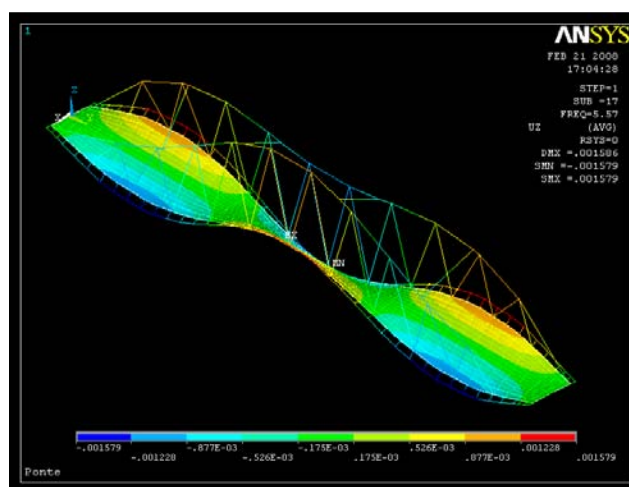 1
ANSYS
FEB 21 2008
17:04:28
STEP=1
SUB =17
FREQ=5.57
UZ (AVG)
RSYS=0
DMX =.001586
SMN =-.001579
SMX =.001579
Z
X
Y
MX
MN
-.001579 -.877E-03 -.175E-03 .526E-03 .001228
-.001228 -.526E-03 .175E-03 .877E-03 .001579
Ponte